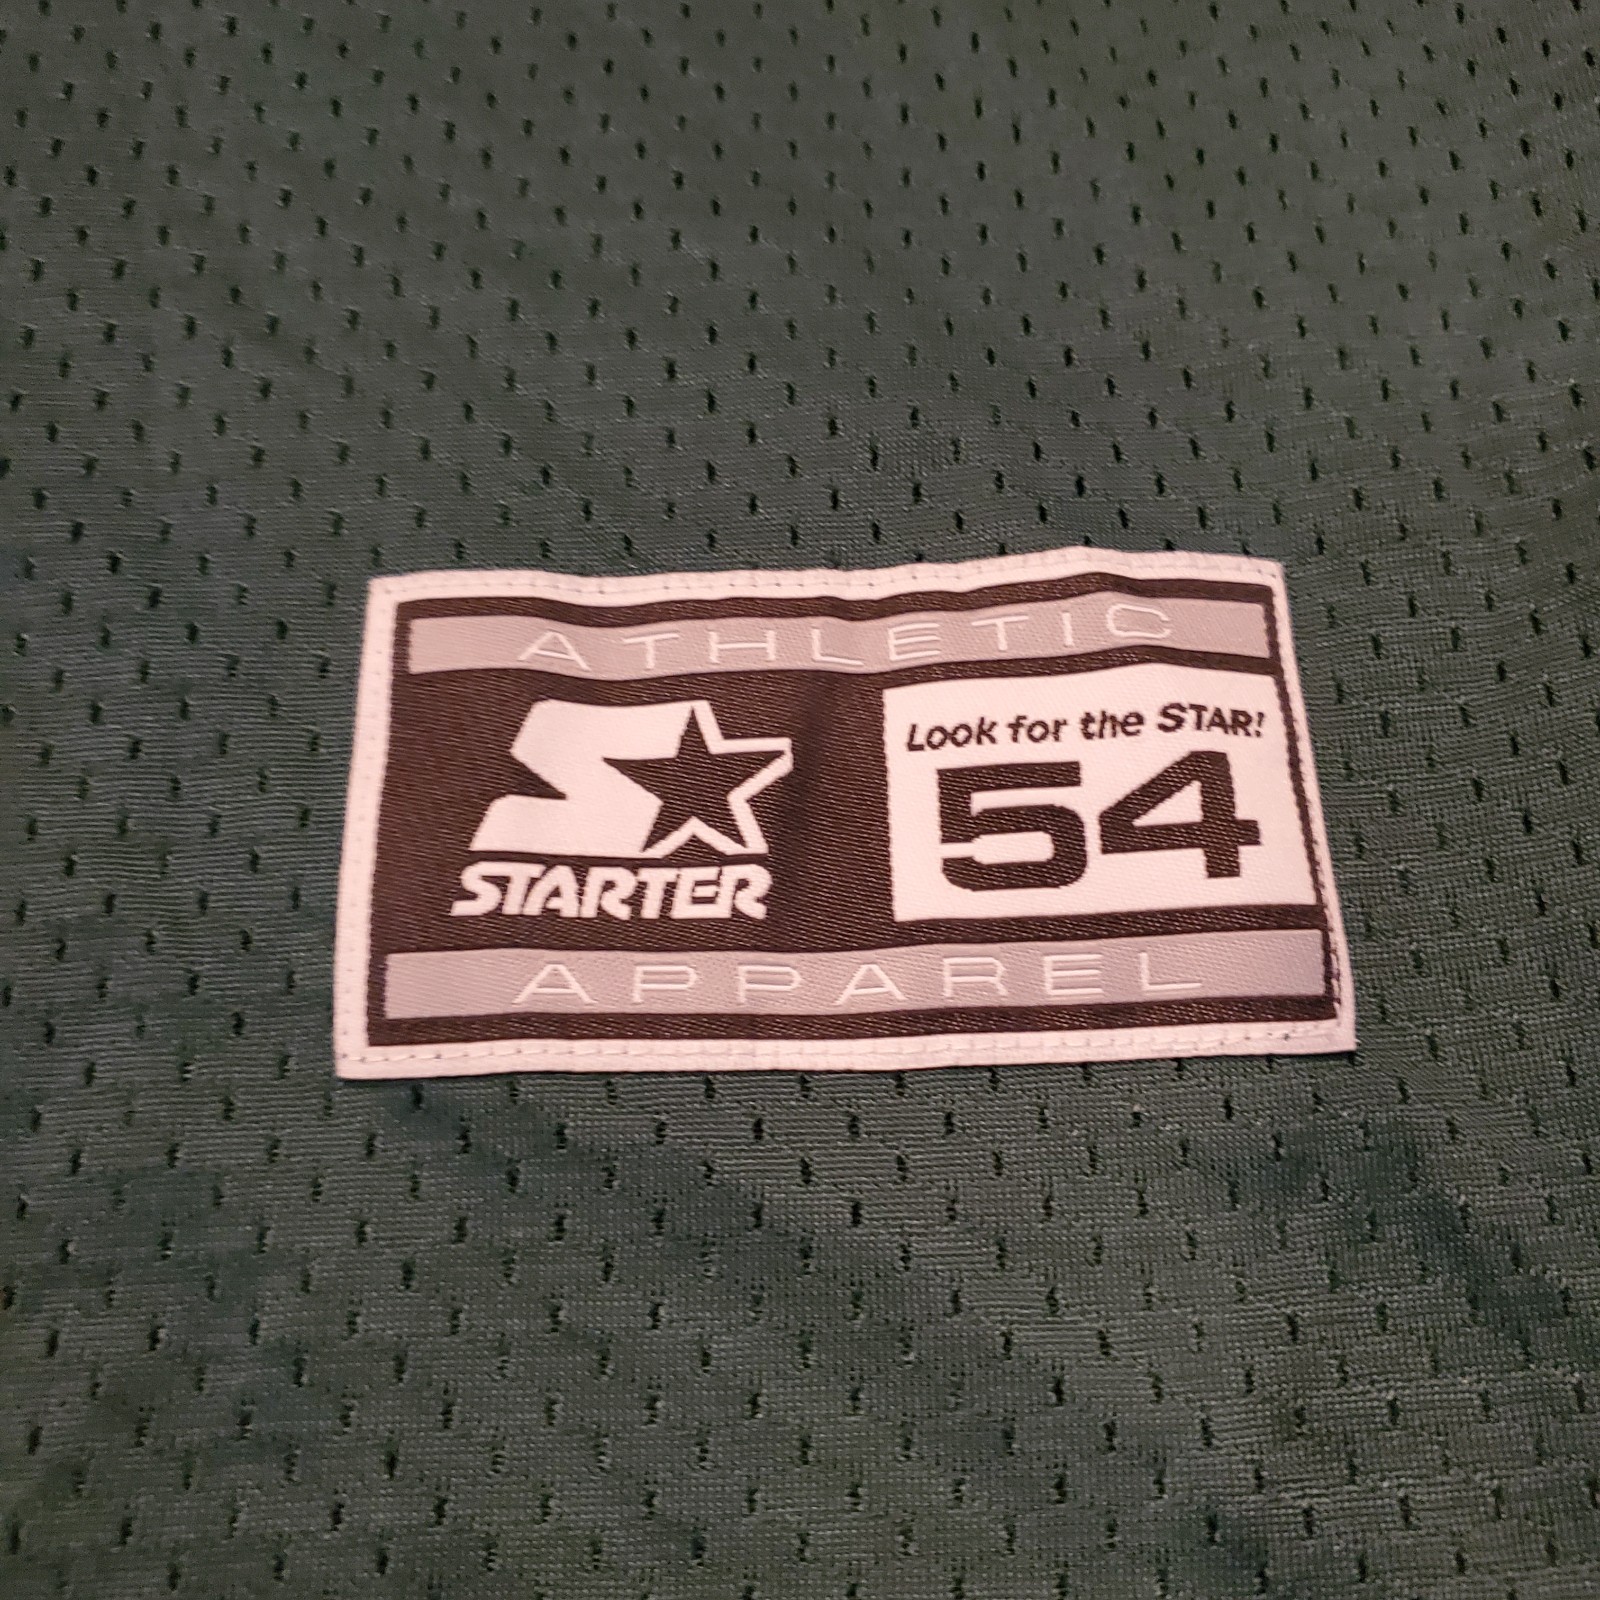 ATHLETIC
Look for the STAR!
54
STARTER
APPAREL